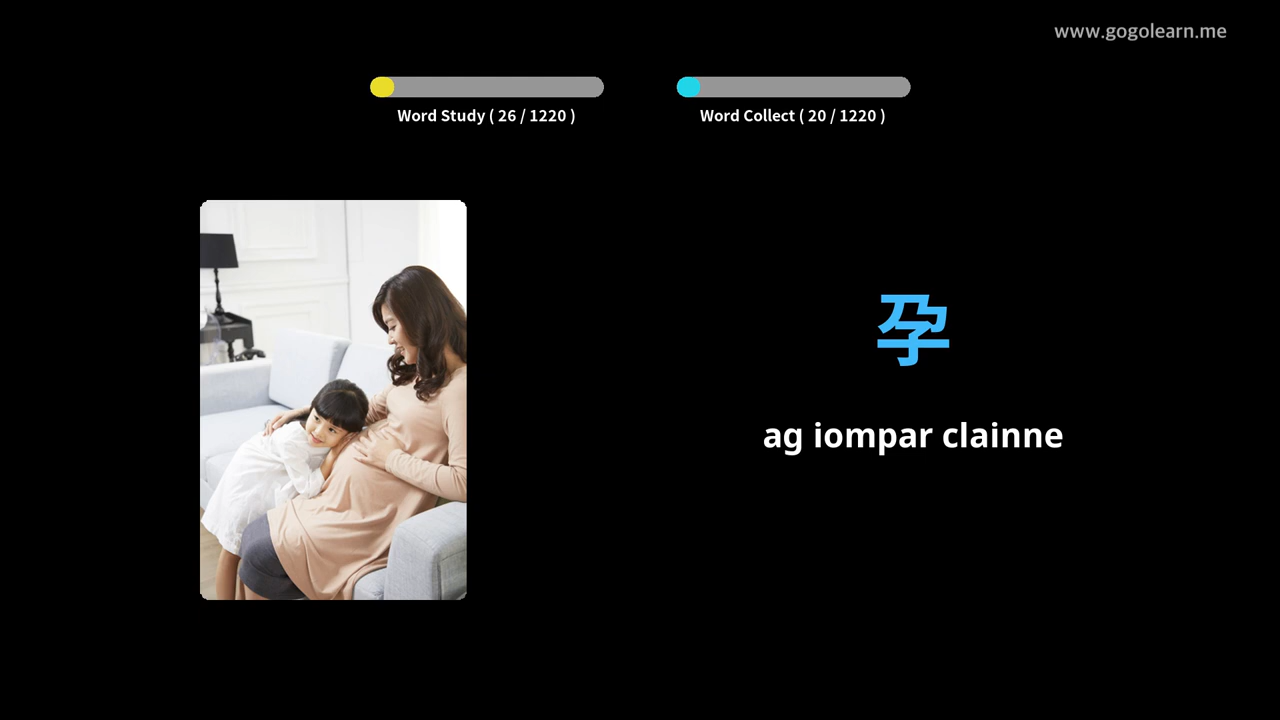 www.gogolearn.me
Word Study ( 26 / 1220 )
Word Collect ( 20 / 1220 )
孕
ag iompar clainne